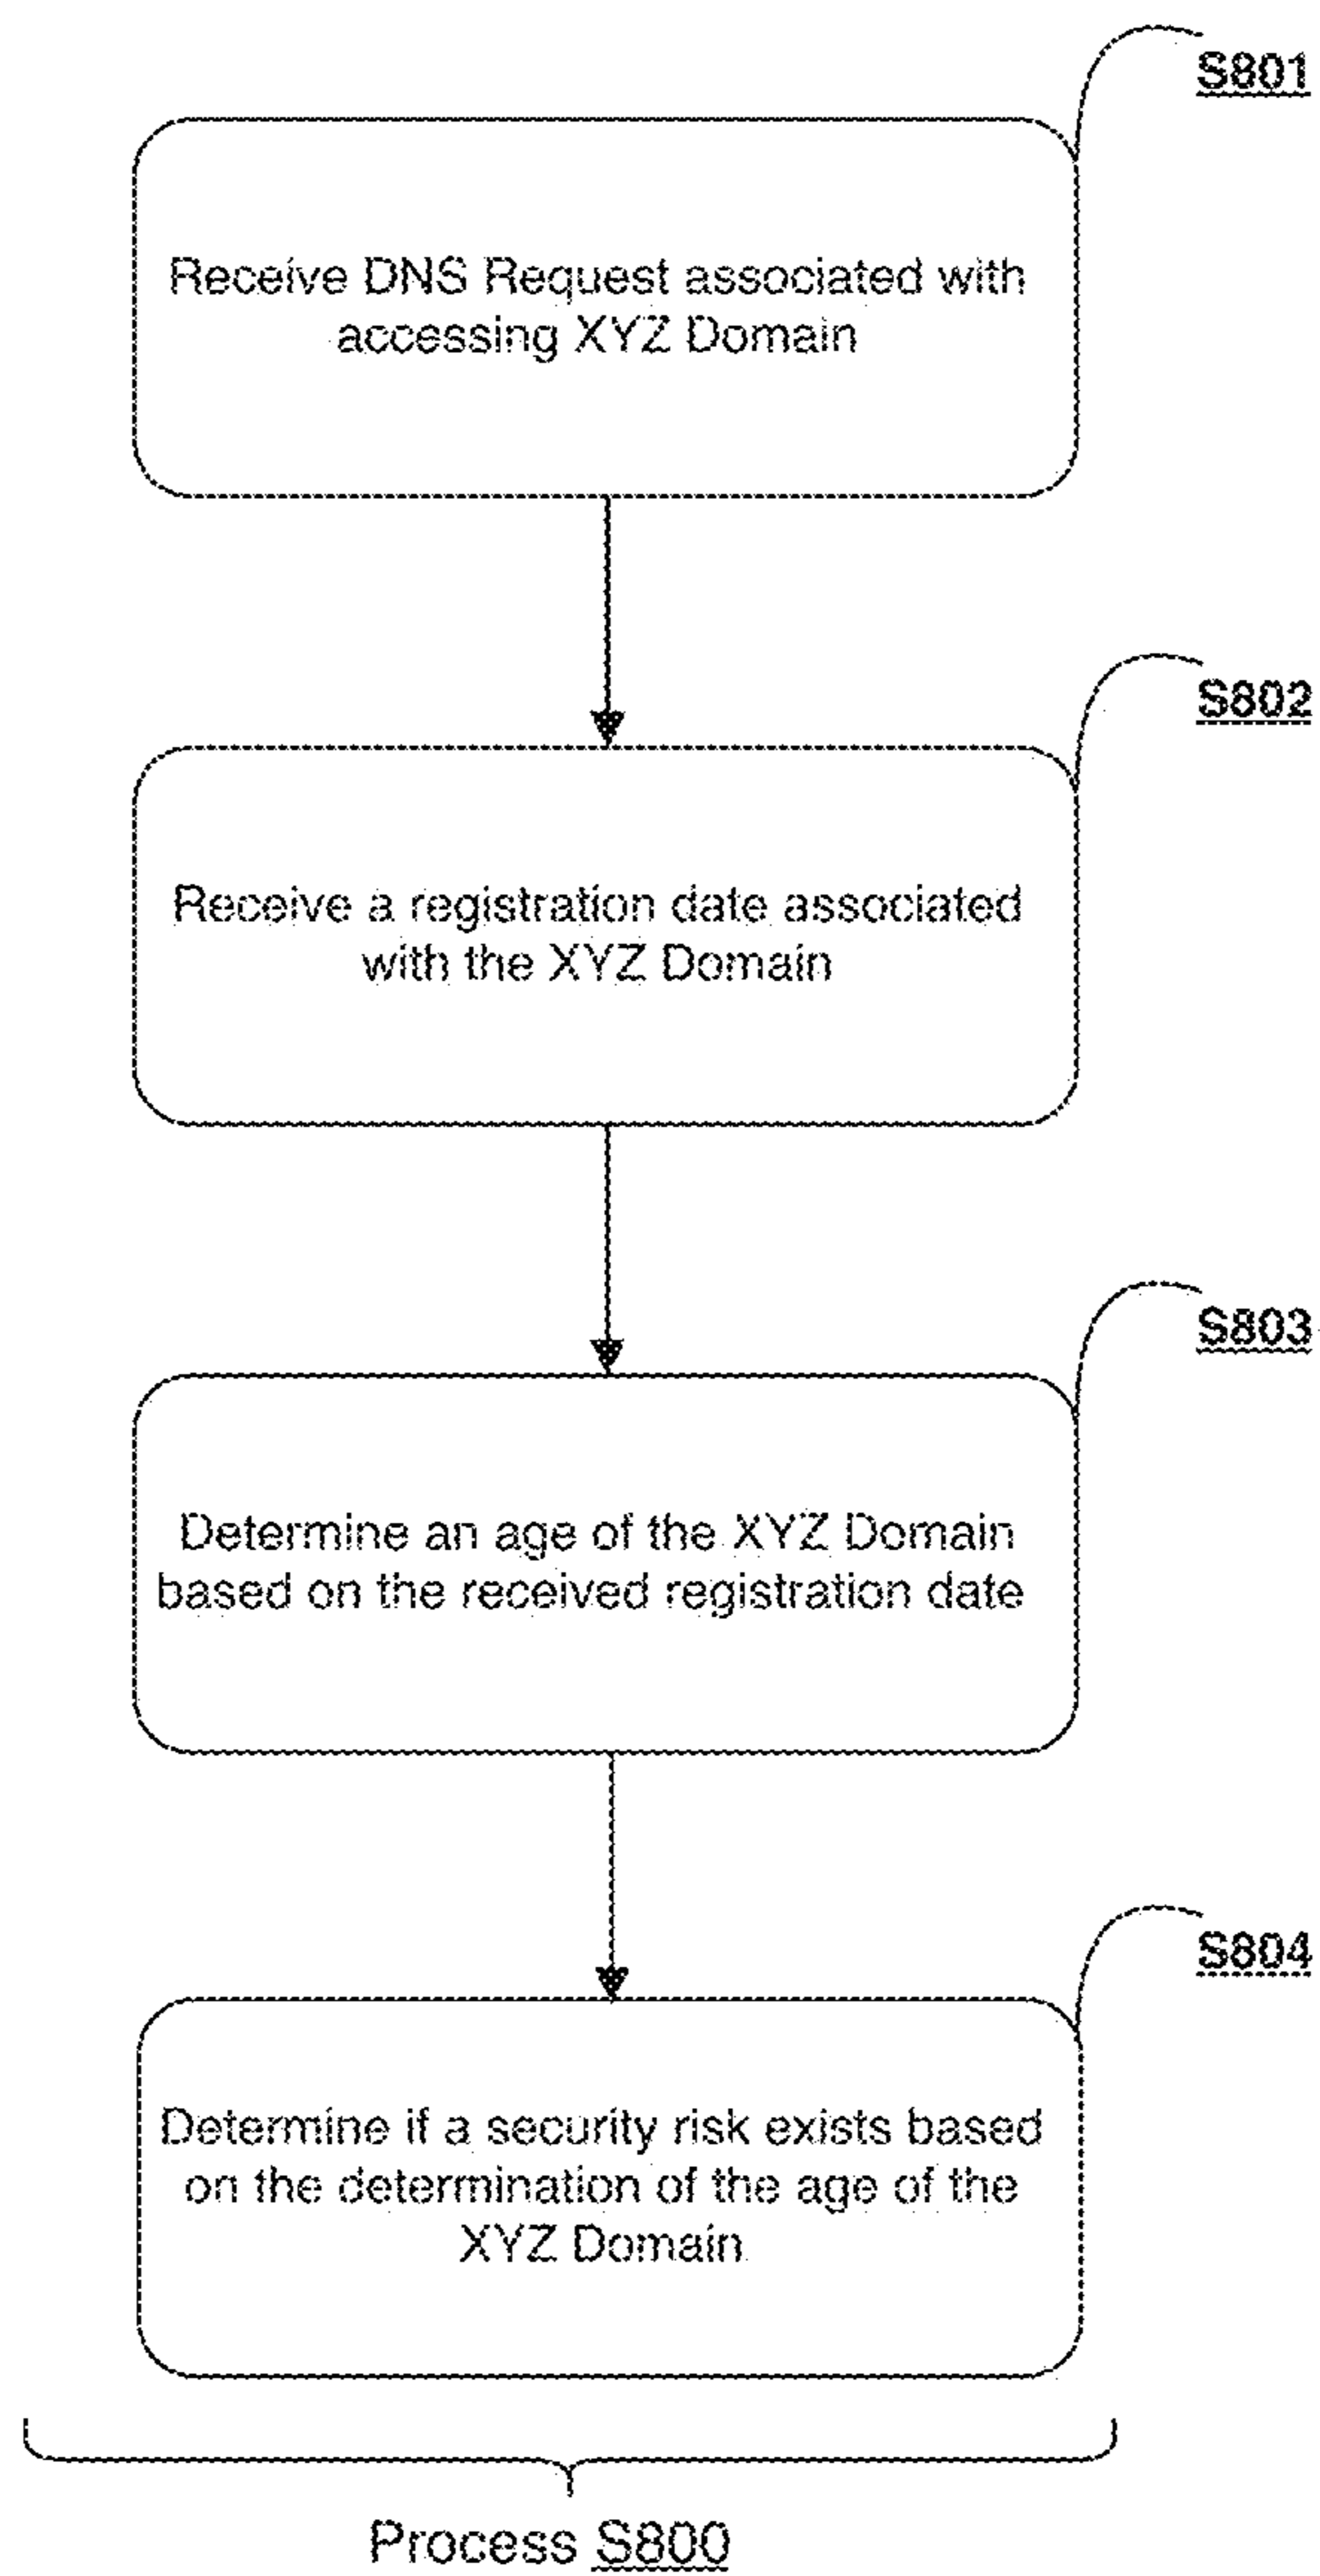 S801
Receive DNS Request associated with
accessing XYZ Domain
S802
Receive a registration date associated
with the XYZ Domain
S803
Determine an age of the XYZ Domain
based on the received registration date
S804
Determine if a security risk exists based
on the determination of the age of the
XYZ Domain
Process S800